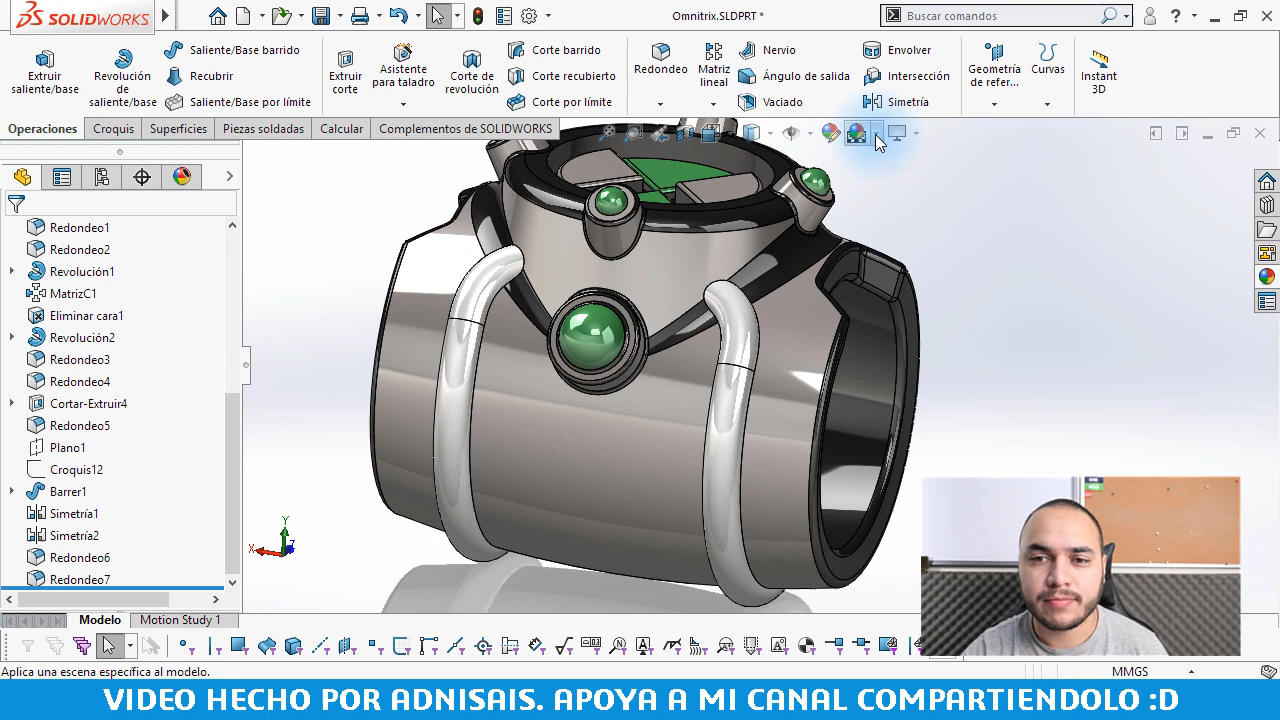 SOLIDWORKS
Omnitrix.SLDPRT *
Buscar comandos
Extruir saliente/base
Revolución de saliente/base
Saliente/Base barrido
Recubrir
Saliente/Base por límite
Extruir corte
Asistente para taladro
Corte de revolución
Corte barrido
Corte recubierto
Corte por límite
Redondeo
Matriz lineal
Nervio
Ángulo de salida
Vaciado
Envolver
Intersección
Simetría
Geometría de refer...
Curvas
Instant 3D
Operaciones
Croquis
Superficies
Piezas soldadas
Calcular
Complementos de SOLIDWORKS
Redondeo1
Redondeo2
Revolución1
MatrizC1
Eliminar cara1
Revolución2
Redondeo3
Redondeo4
Cortar-Extruir4
Redondeo5
Plano1
Croquis12
Barrer1
Simetría1
Simetría2
Redondeo6
Redondeo7
Y
X
Z
Modelo
Motion Study 1
Aplica una escena específica al modelo.
MMGS
VIDEO HECHO POR ADNISAIS. APOYA A MI CANAL COMPARTIENDOLO :D